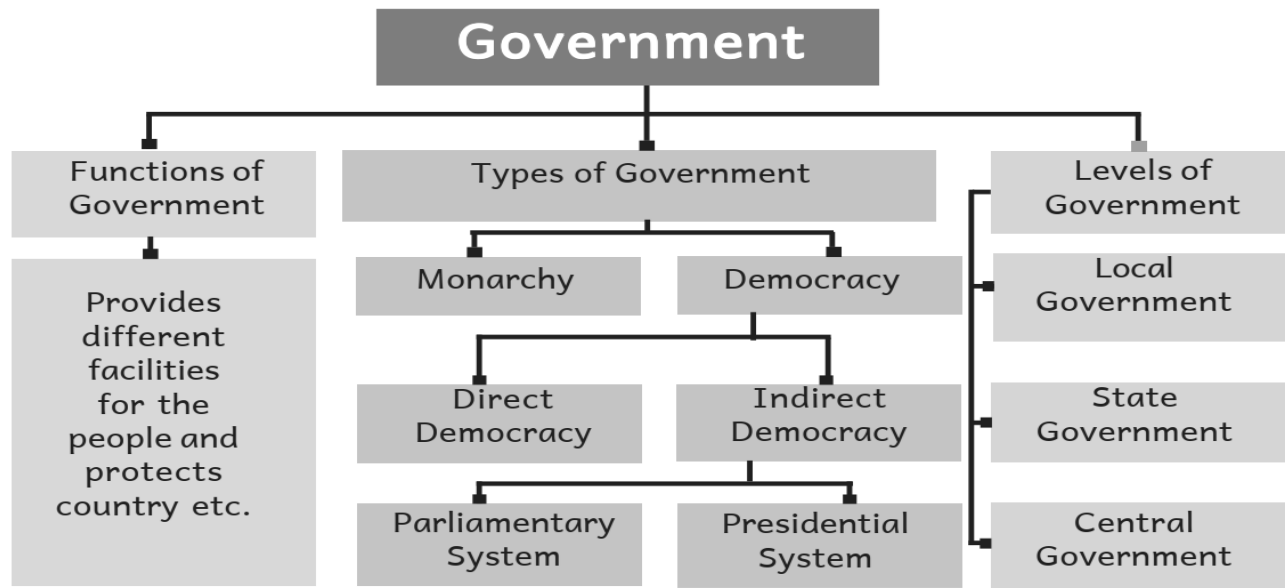 Government
Functions of
Government
Provides
different
facilities
for the
people and
protects
country etc.
Types of Government
Monarchy
Democracy
Direct
Democracy
Indirect
Democracy
Parliamentary
System
Presidential
System
Levels of
Government
Local
Government
State
Government
Central
Government